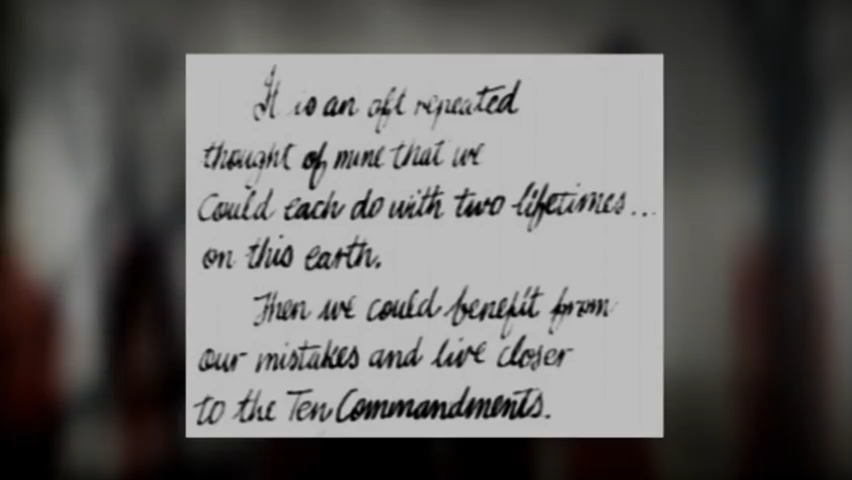 It is an oft repeated
thought of mine that we
Could each do with two lifetimes...
on this earth.
Then we could benefit from
our mistakes and live closer
to the Ten Commandments.